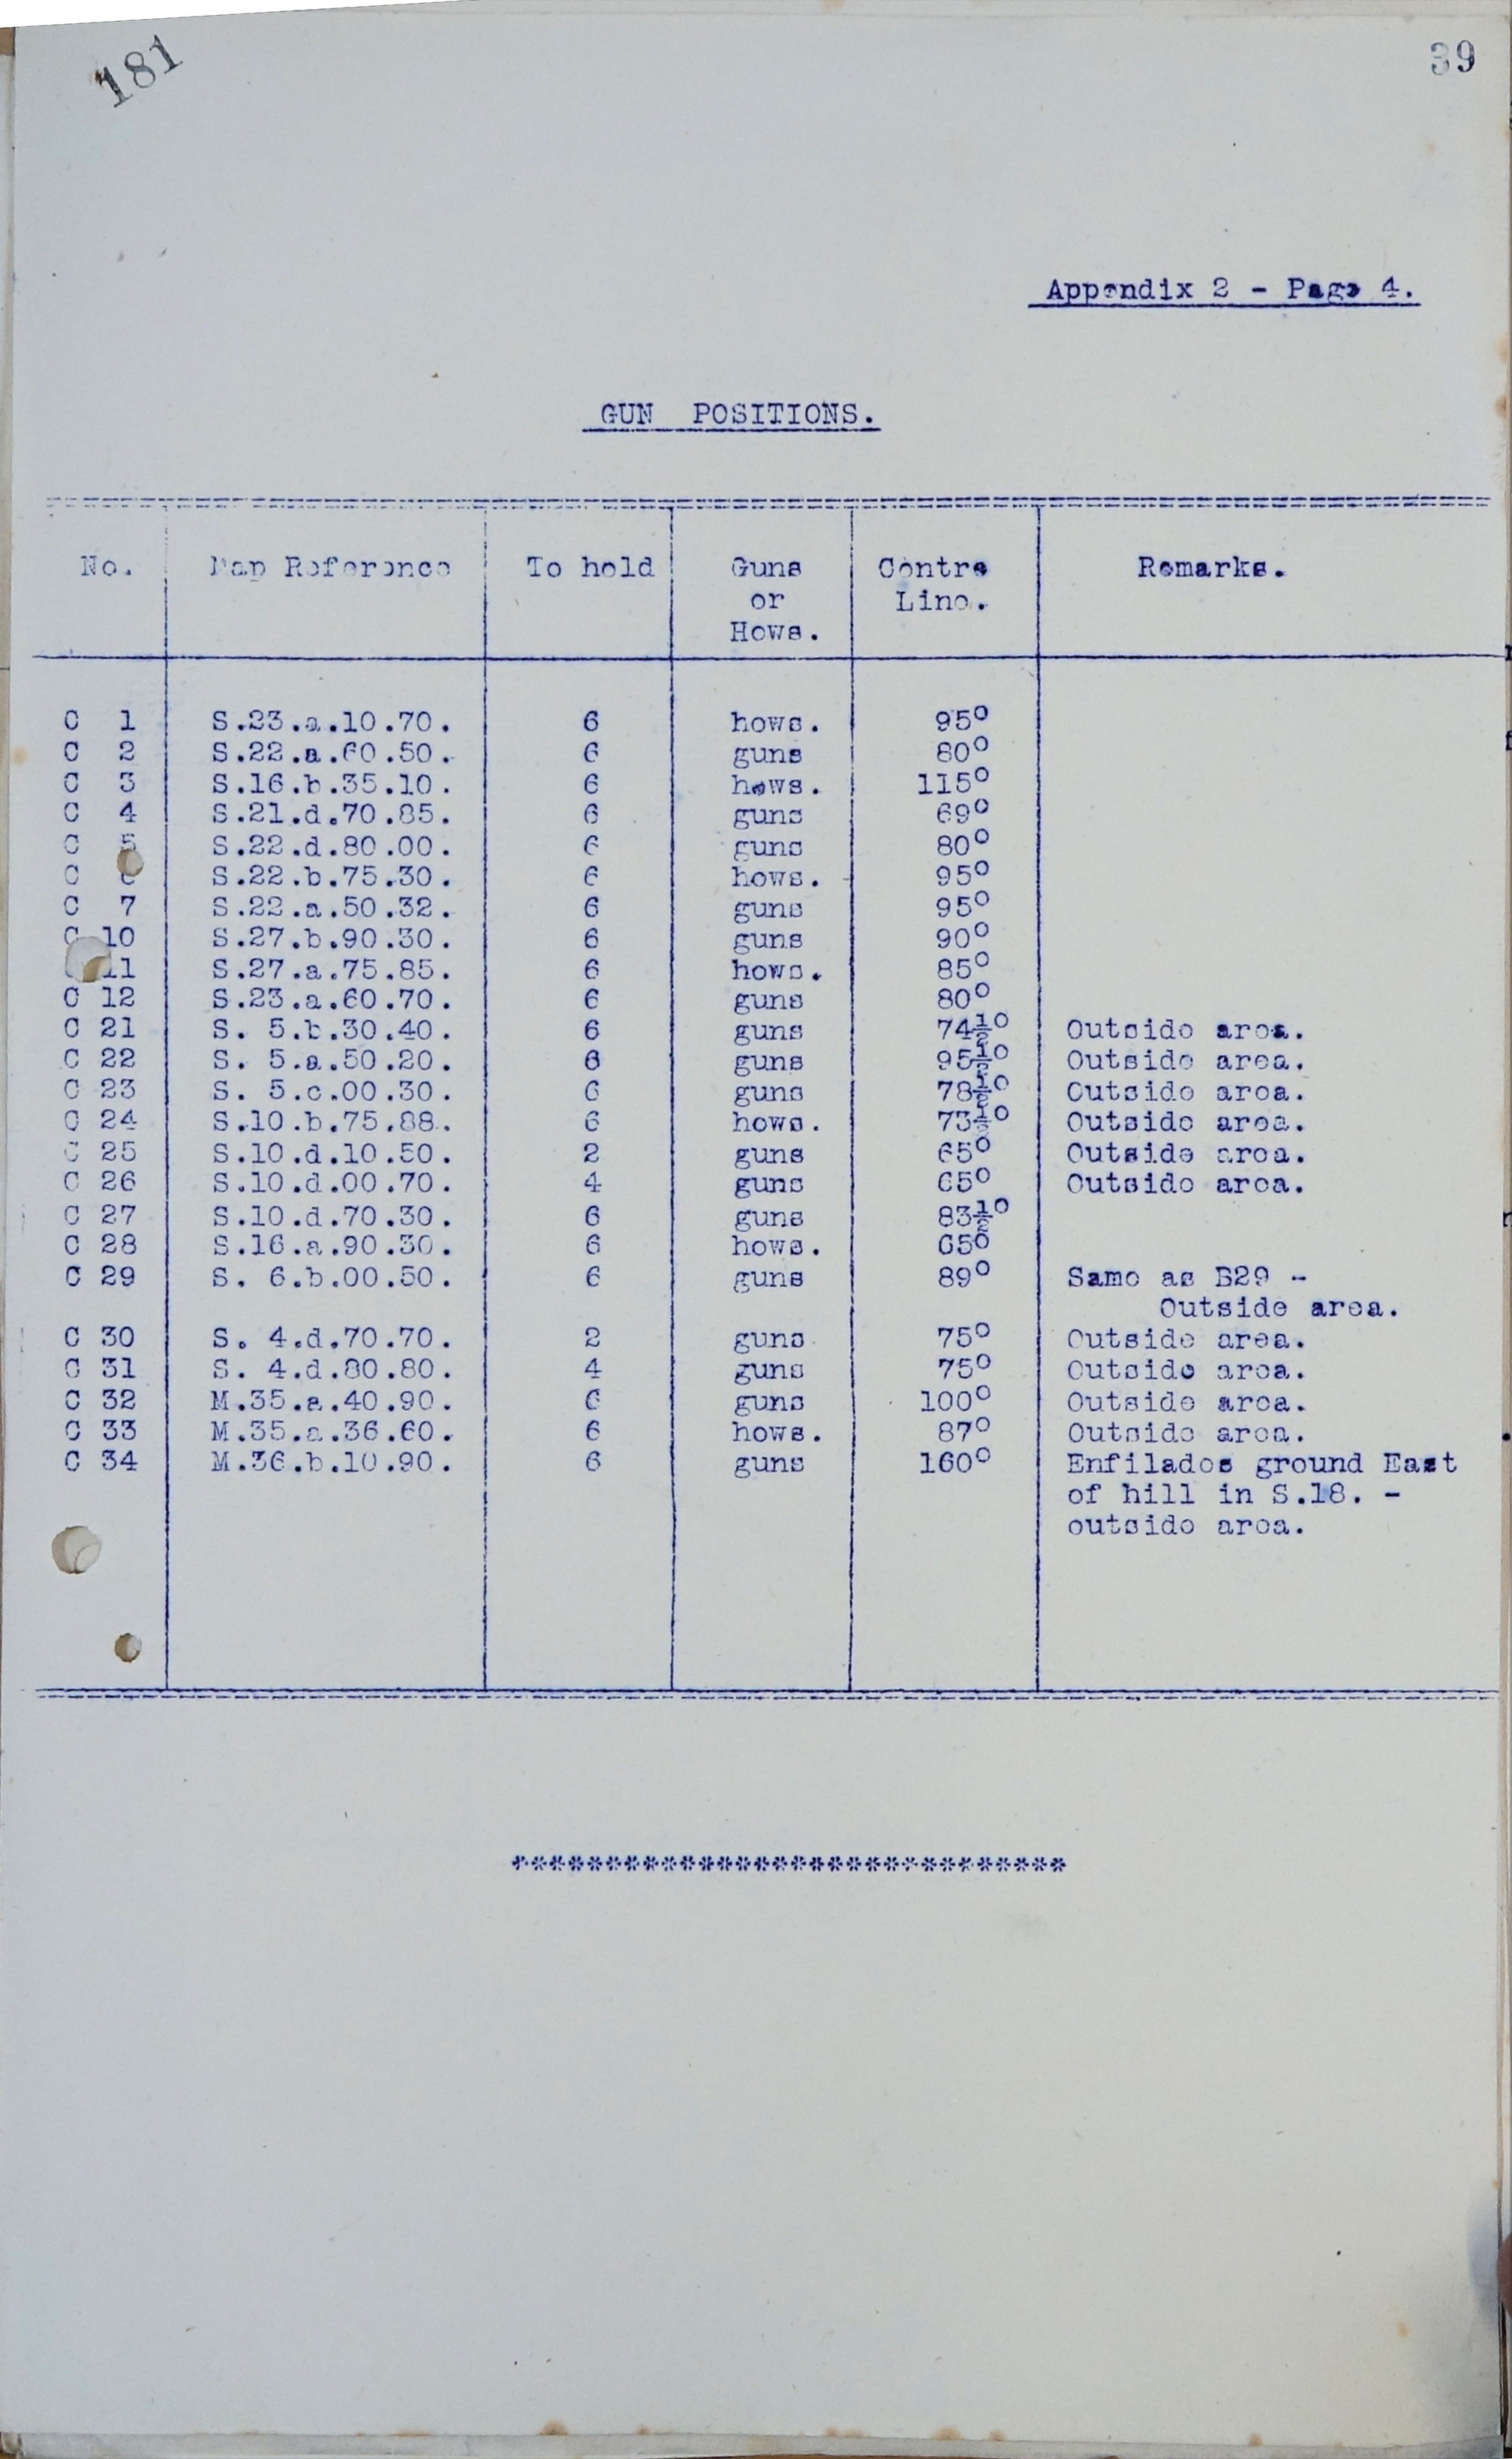 181
39
Appendix 2 - Page 4.
GUN POSITIONS.
No. Map Reference To hold Guns Centre Remarks.
or Line.
Hows.
C 1 S.23.a.10.70. 6 hows. 95°
C 2 S.22.a.60.50. 6 guns 80°
C 3 S.16.b.35.10. 6 hows. 115°
C 4 S.21.d.70.85. 6 guns 69°
C 5 S.22.d.80.00. 6 guns 80°
C 6 S.22.b.75.30. 6 hows. 95°
C 7 S.22.a.50.32. 6 guns 95°
C 10 S.27.b.90.30. 6 guns 90°
11 S.27.a.75.85. 6 hows. 85°
C 12 S.23.a.60.70. 6 guns 80°
C 21 S. 5.b.30.40. 6 guns 74½° Outside area.
C 22 S. 5.a.50.20. 6 guns 95½° Outside area.
C 23 S. 5.c.00.30. 6 guns 78½° Outside area.
C 24 S.10.b.75.88. 6 hows. 73½° Outside area.
C 25 S.10.d.10.50. 2 guns 65° Outside area.
C 26 S.10.d.00.70. 4 guns 65° Outside area.
C 27 S.10.d.70.30. 6 guns 83½°
C 28 S.16.a.90.30. 6 hows. 65°
C 29 S. 6.b.00.50. 6 guns 89° Same as B29 -
Outside area.
C 30 S. 4.d.70.70. 2 guns 75° Outside area.
C 31 S. 4.d.80.80. 4 guns 75° Outside area.
C 32 M.35.a.40.90. 6 guns 100° Outside area.
C 33 M.35.a.36.60. 6 hows. 87° Outside area.
C 34 M.36.b.10.90. 6 guns 160° Enfilades ground East
of hill in S.18. -
outside area.
******************************